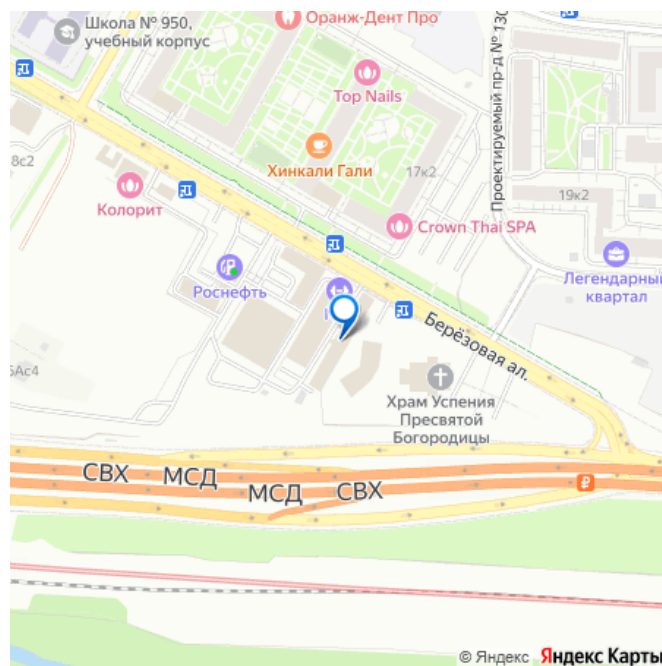 Оранж-Дент Про
Школа № 950,
учебный корпус
Top Nails
Проектируемый пр-д № 130
Хинкали Гали
17к2
8с2
19к2
Колорит
Crown Thai SPA
Легендарный
квартал
Роснефть
Берёзовая ал.
6Ас4
Храм Успения
Пресвятой
Богородицы
СВХ МСД
МСД СВХ
₽
© Яндекс Яндекс Карты